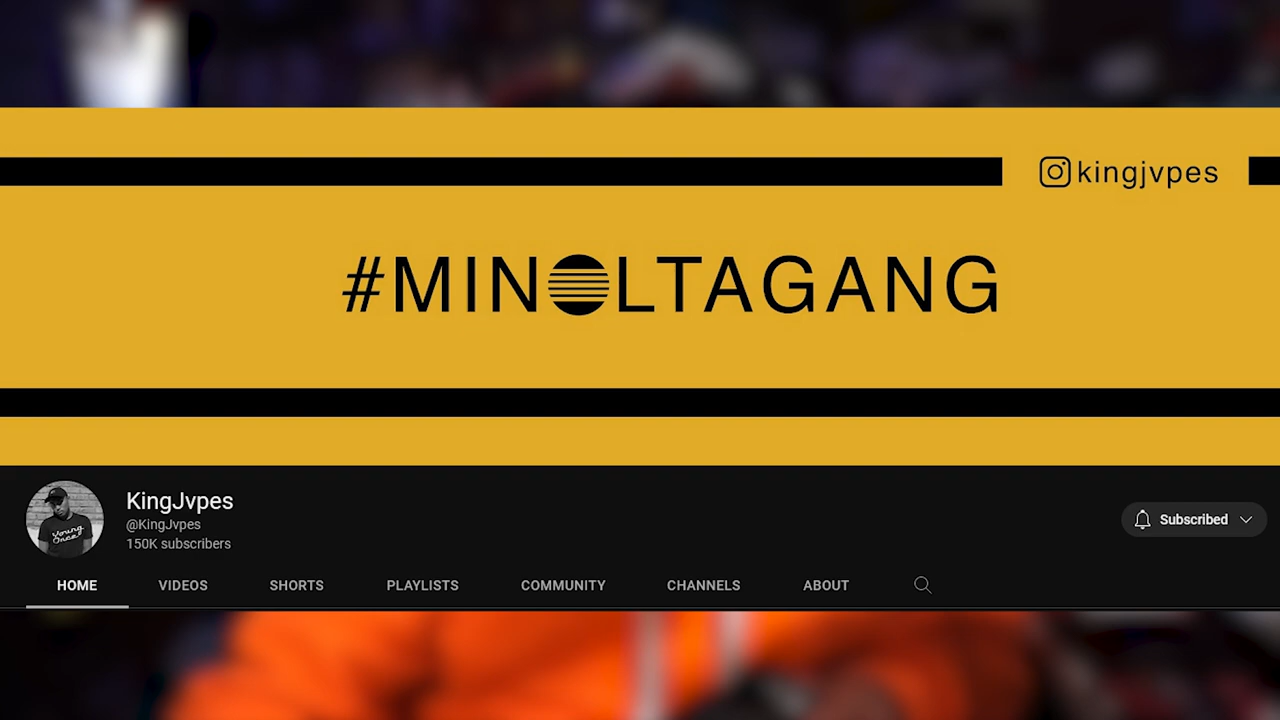 kingjvpes
#MINOLTAGANG
KingJvpes
@KingJvpes
150K subscribers
Subscribed
HOME VIDEOS SHORTS PLAYLISTS COMMUNITY CHANNELS ABOUT